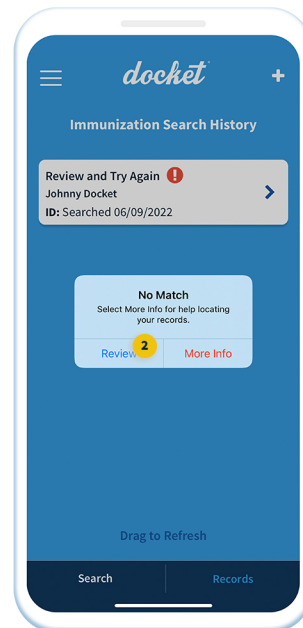 docket
+
Immunization Search History
Review and Try Again !
Johnny Docket
ID: Searched 06/09/2022
No Match
Select More Info for help locating
your records.
Review 2 More Info
Drag to Refresh
Search Records